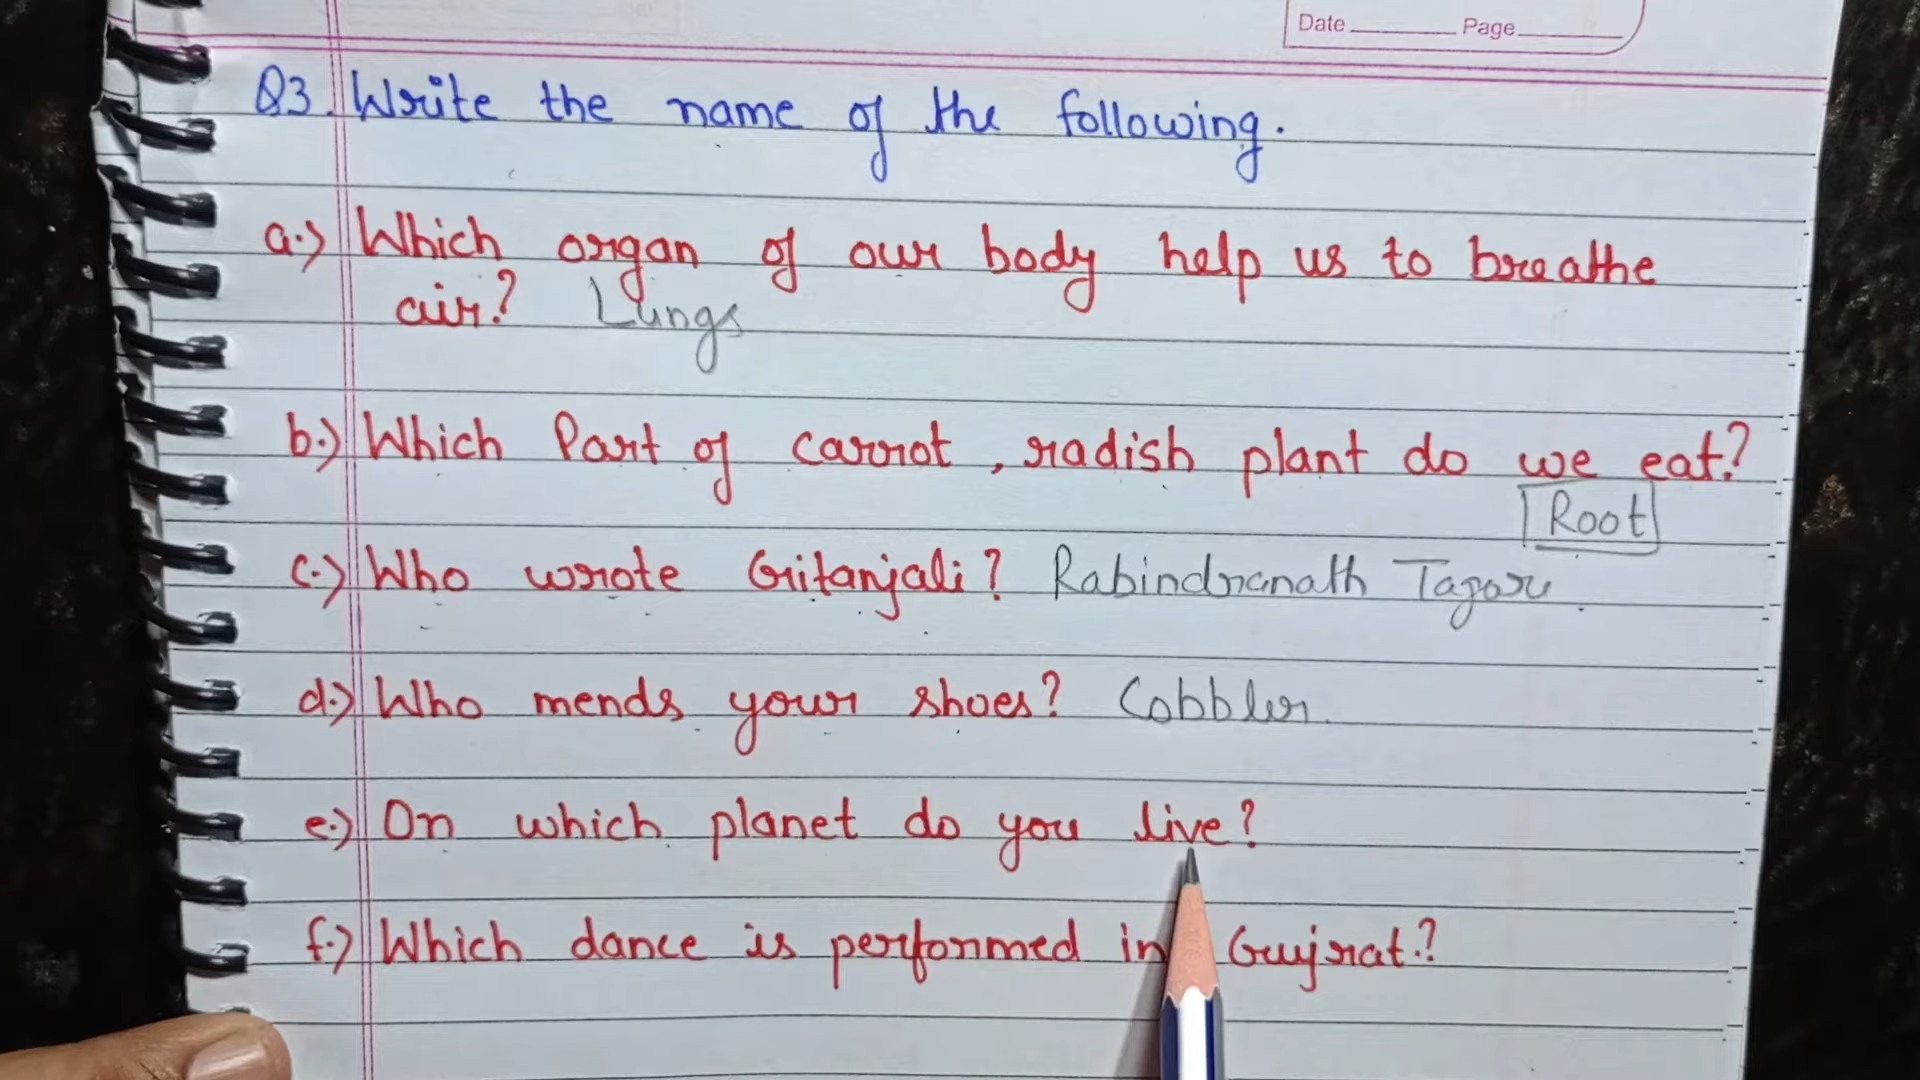 Date Page
Q3. Write the name of the following.
a.) Which organ of our body help us to breathe
air? Lungs
b.) Which Part of carrot, radish plant do we eat?
Root
c.) Who wrote Gitanjali? Rabindranath Tagore
d.) Who mends your shoes? Cobbler.
e.) On which planet do you live?
f.) Which dance is performed in Gujrat.?